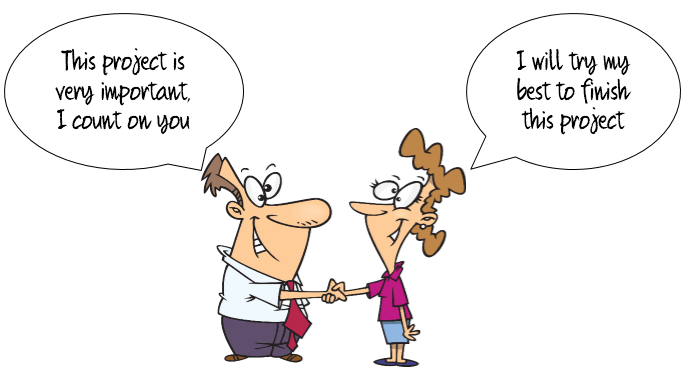 This project is
very important,
I count on you
I will try my
best to finish
this project